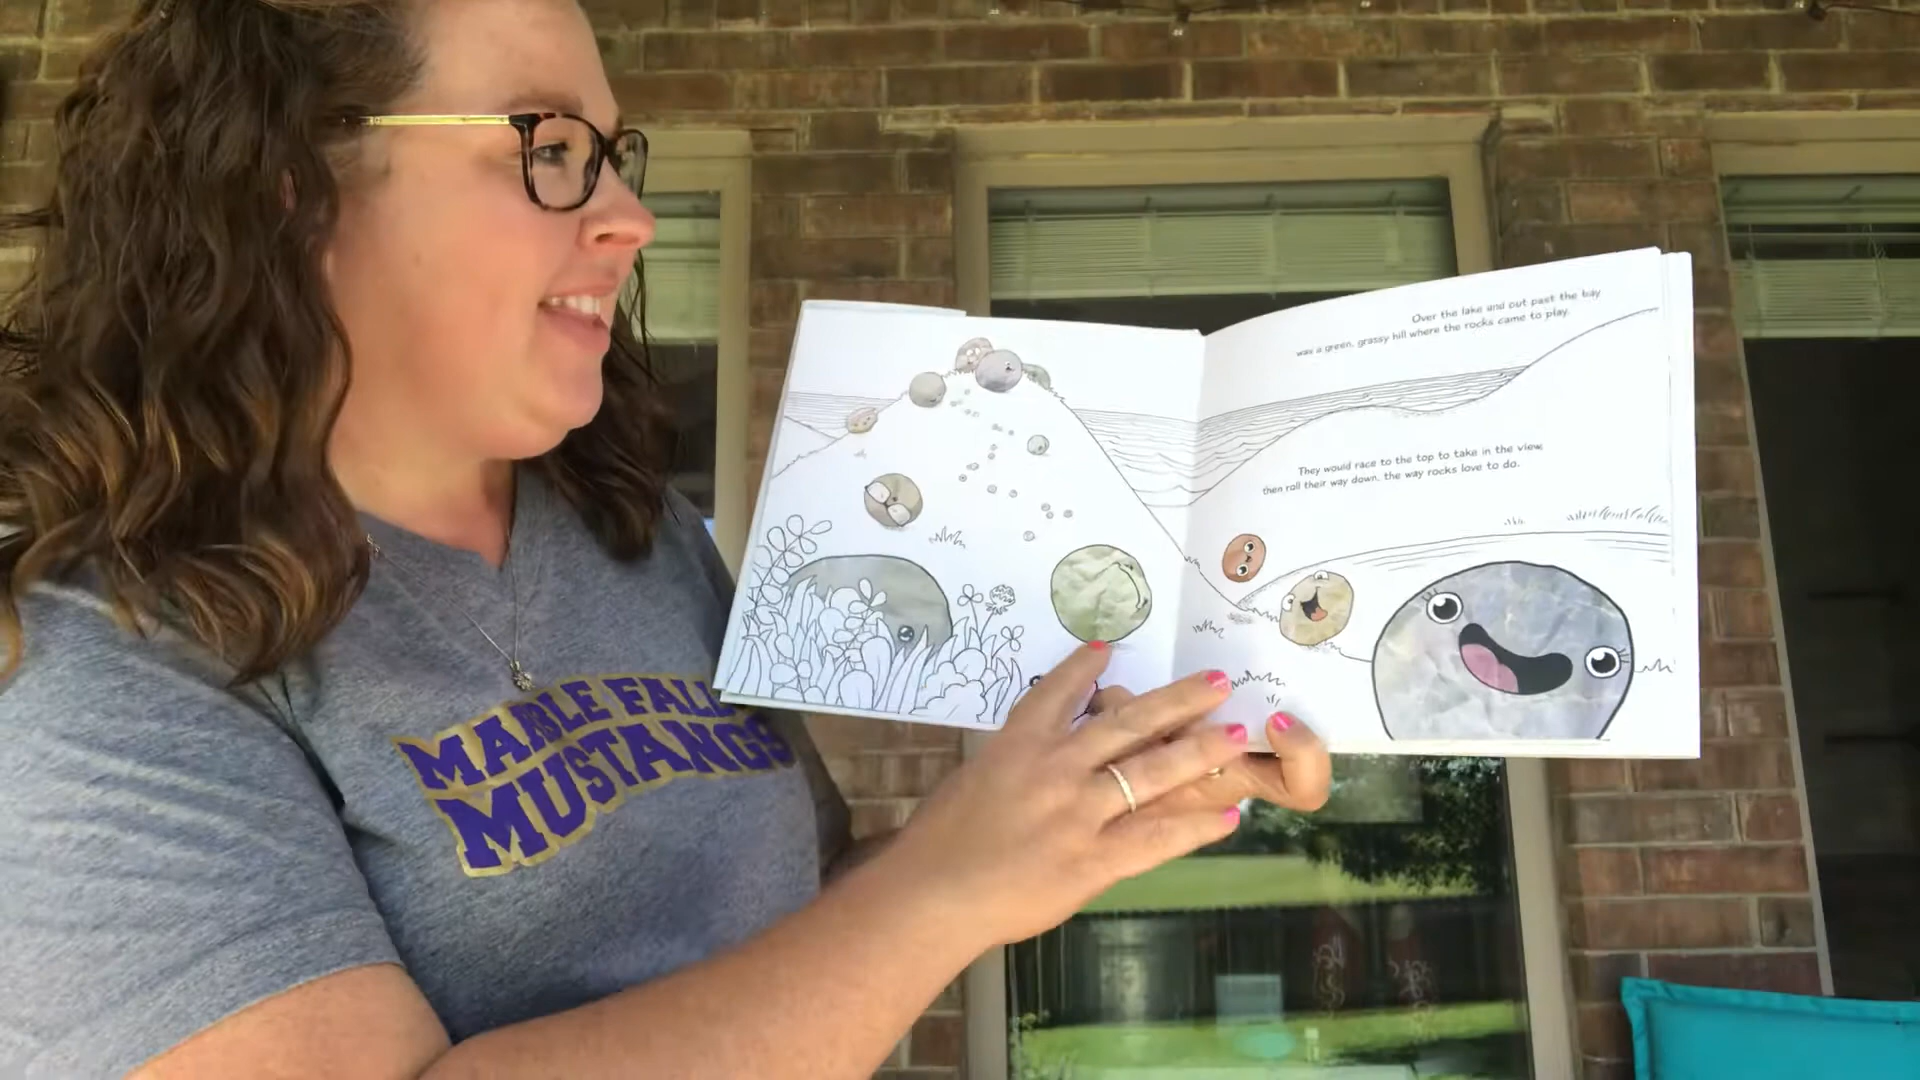 MARBLE FALLS
MUSTANGS
Over the lake and out past the bay
was a green, grassy hill where the rocks came to play.
They would race to the top to take in the view,
then roll their way down, the way rocks love to do.